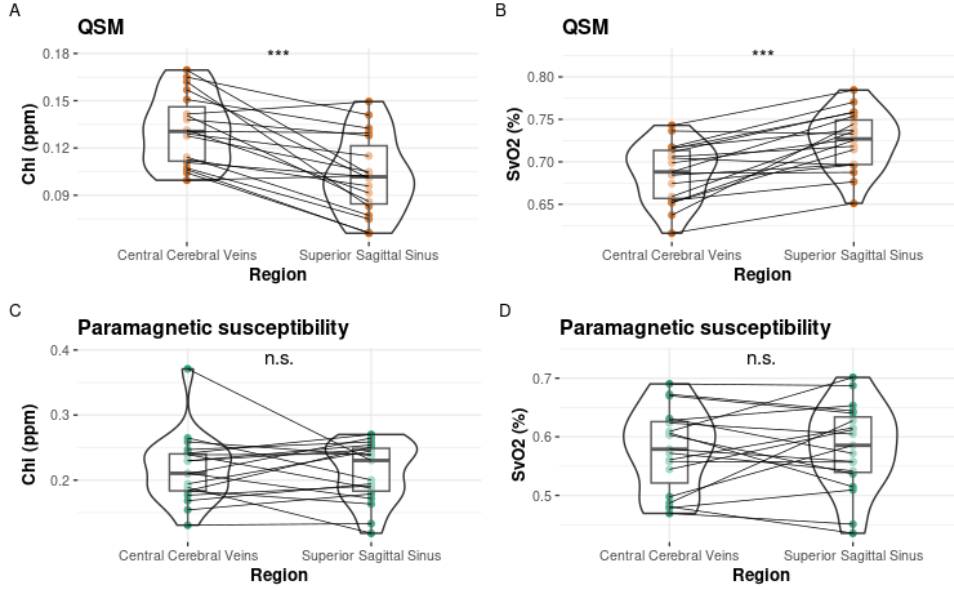 A
QSM
***
0.18
0.15
0.12
0.09
Chi (ppm)
Central Cerebral Veins
Superior Sagittal Sinus
Region
B
QSM
***
0.80
0.75
0.70
0.65
SvO2 (%)
Central Cerebral Veins
Superior Sagittal Sinus
Region
C
Paramagnetic susceptibility
n.s.
0.4
0.3
0.2
Chi (ppm)
Central Cerebral Veins
Superior Sagittal Sinus
Region
D
Paramagnetic susceptibility
n.s.
0.7
0.6
0.5
SvO2 (%)
Central Cerebral Veins
Superior Sagittal Sinus
Region